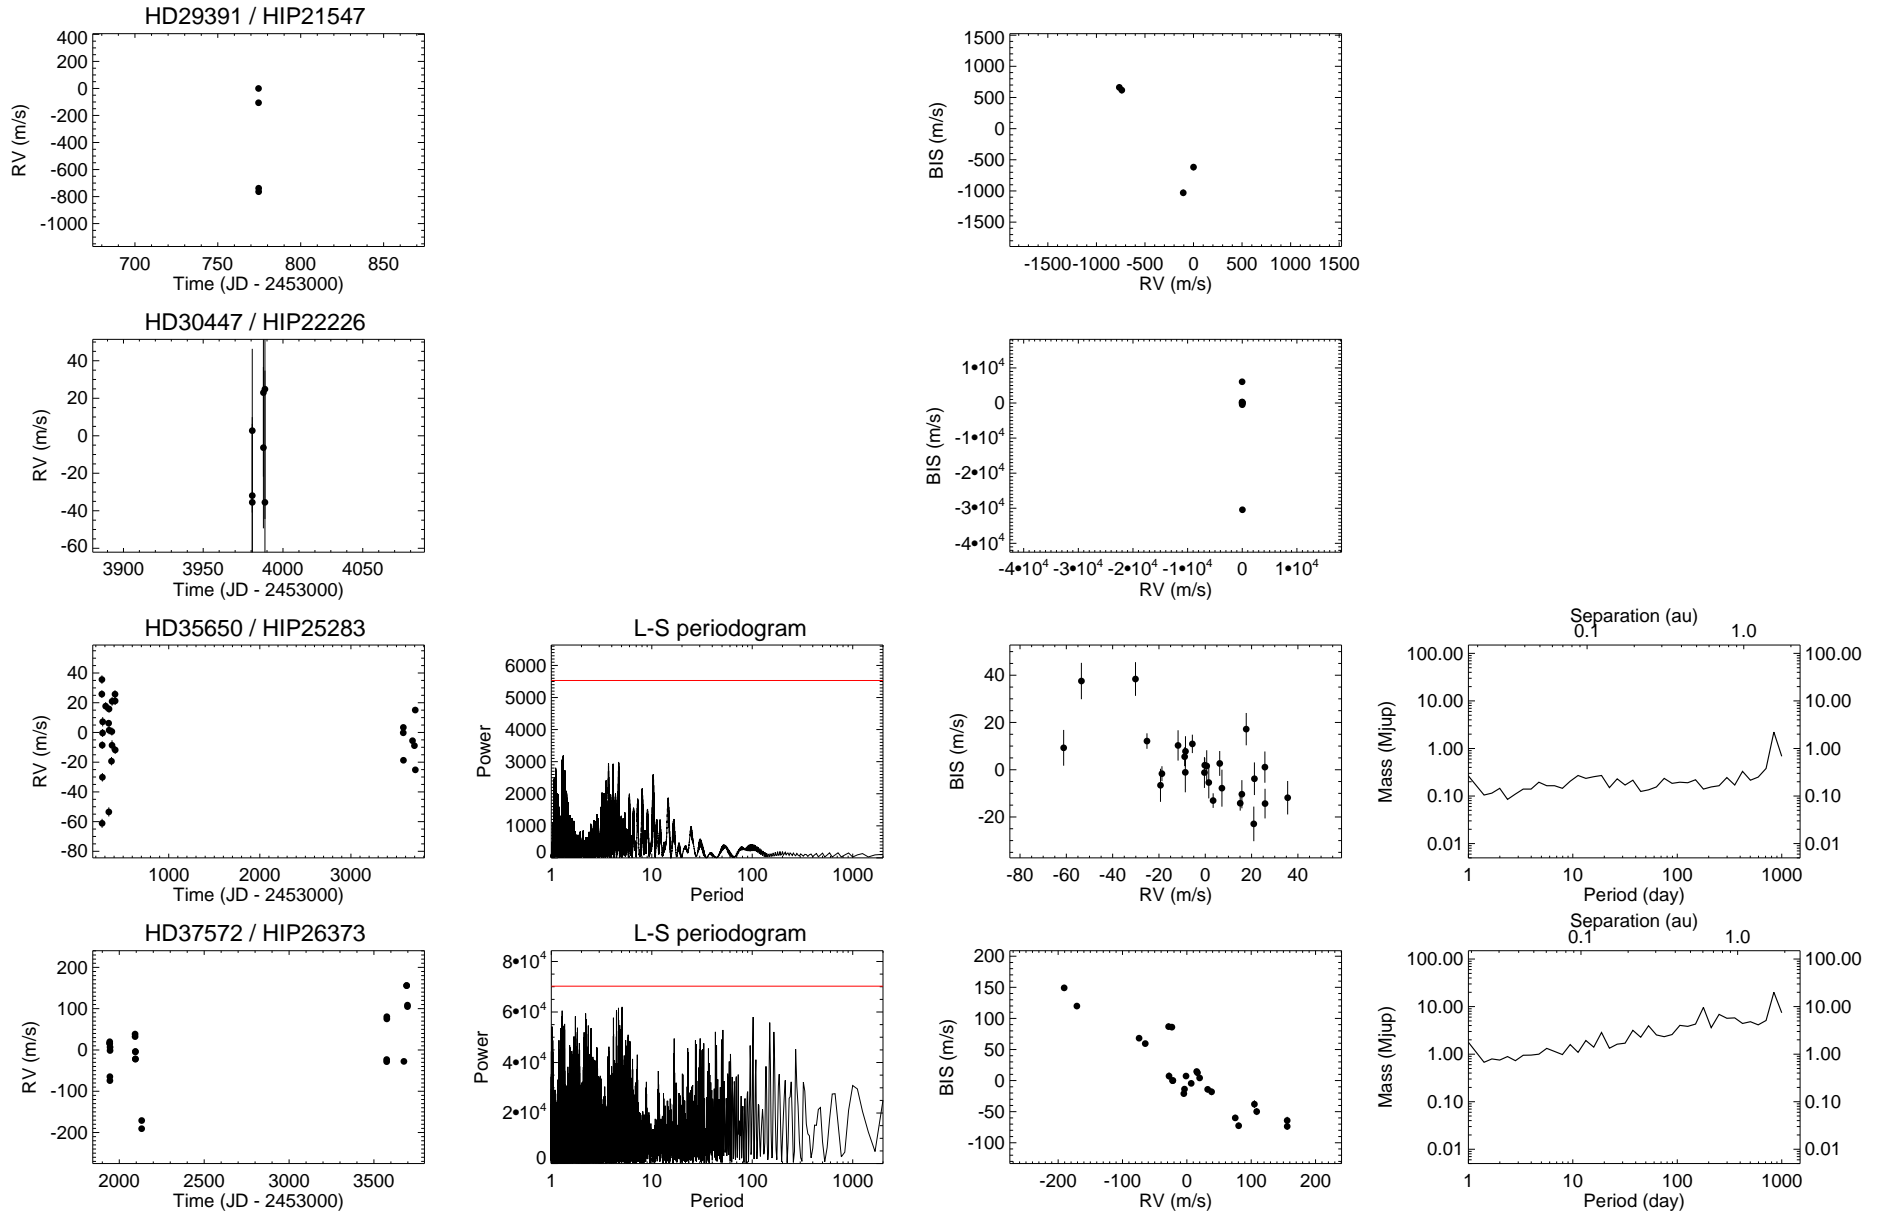 HD29391 / HIP21547
400
200
0
-200
-400
-600
-800
-1000
RV (m/s)
700 750 800 850
Time (JD - 2453000)
1500
1000
500
0
-500
-1000
-1500
BIS (m/s)
-1500 -1000 -500 0 500 1000 1500
RV (m/s)
HD30447 / HIP22226
40
20
0
-20
-40
-60
RV (m/s)
3900 3950 4000 4050
Time (JD - 2453000)
1•10⁴
0
-1•10⁴
-2•10⁴
-3•10⁴
-4•10⁴
BIS (m/s)
-4•10⁴ -3•10⁴ -2•10⁴ -1•10⁴ 0 1•10⁴
RV (m/s)
HD35650 / HIP25283
40
20
0
-20
-40
-60
-80
RV (m/s)
1000 2000 3000
Time (JD - 2453000)
L-S periodogram
6000
5000
4000
3000
2000
1000
0
Power
1 10 100 1000
Period
40
20
0
-20
BIS (m/s)
-80 -60 -40 -20 0 20 40
RV (m/s)
Separation (au)
0.1 1.0
100.00 100.00
10.00 10.00
1.00 1.00
0.10 0.10
0.01 0.01
Mass (Mjup)
1 10 100 1000
Period (day)
HD37572 / HIP26373
200
100
0
-100
-200
RV (m/s)
2000 2500 3000 3500
Time (JD - 2453000)
L-S periodogram
8•10⁴
6•10⁴
4•10⁴
2•10⁴
0
Power
1 10 100 1000
Period
200
150
100
50
0
-50
-100
BIS (m/s)
-200 -100 0 100 200
RV (m/s)
Separation (au)
0.1 1.0
100.00 100.00
10.00 10.00
1.00 1.00
0.10 0.10
0.01 0.01
Mass (Mjup)
1 10 100 1000
Period (day)